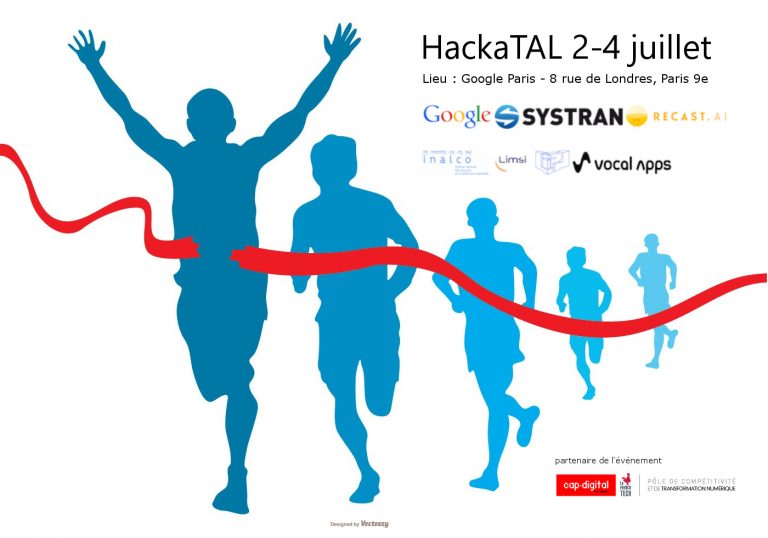 HackaTAL 2-4 juillet
Lieu : Google Paris - 8 rue de Londres, Paris 9e
Google SYSTRAN RECAST.AI
inalco Limsi vocal apps
partenaire de l'événement
cap-digital LA FRENCH TECH PÔLE DE COMPÉTITIVITÉ
ET DE TRANSFORMATION NUMÉRIQUE
Designed by Vecteezy